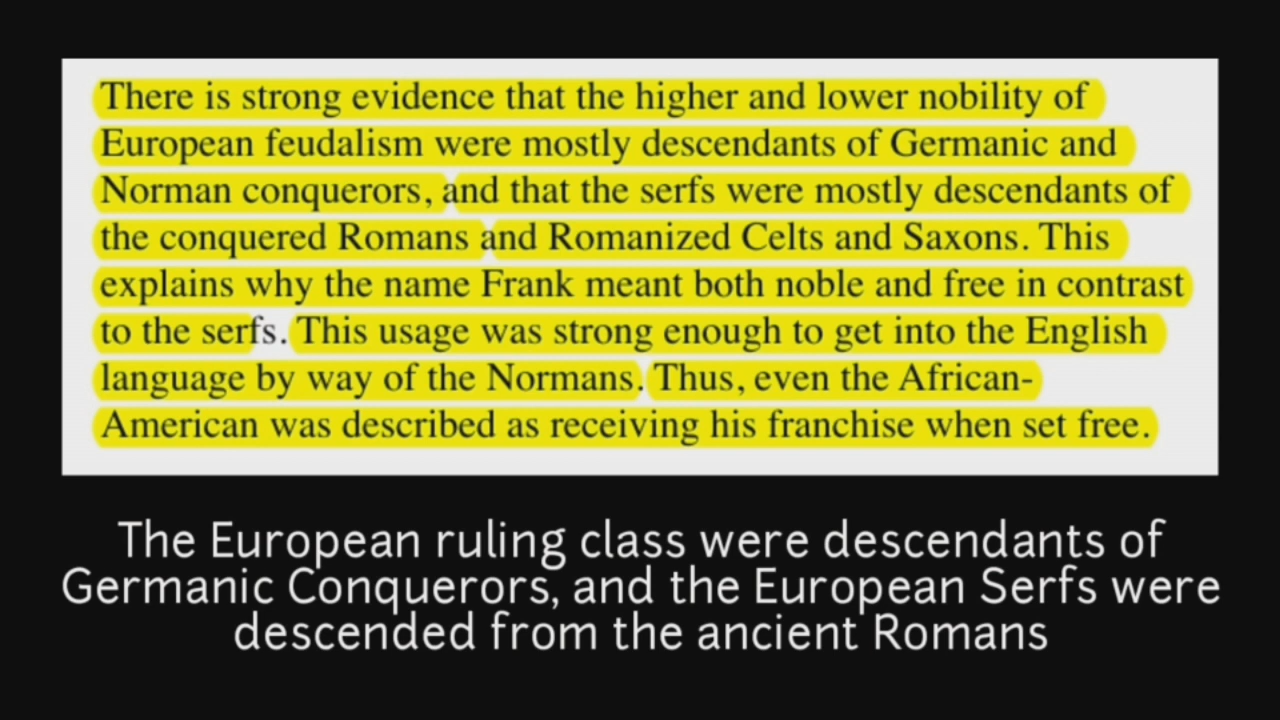 There is strong evidence that the higher and lower nobility of
European feudalism were mostly descendants of Germanic and
Norman conquerors, and that the serfs were mostly descendants of
the conquered Romans and Romanized Celts and Saxons. This
explains why the name Frank meant both noble and free in contrast
to the serfs. This usage was strong enough to get into the English
language by way of the Normans. Thus, even the African-
American was described as receiving his franchise when set free.
The European ruling class were descendants of
Germanic Conquerors, and the European Serfs were
descended from the ancient Romans